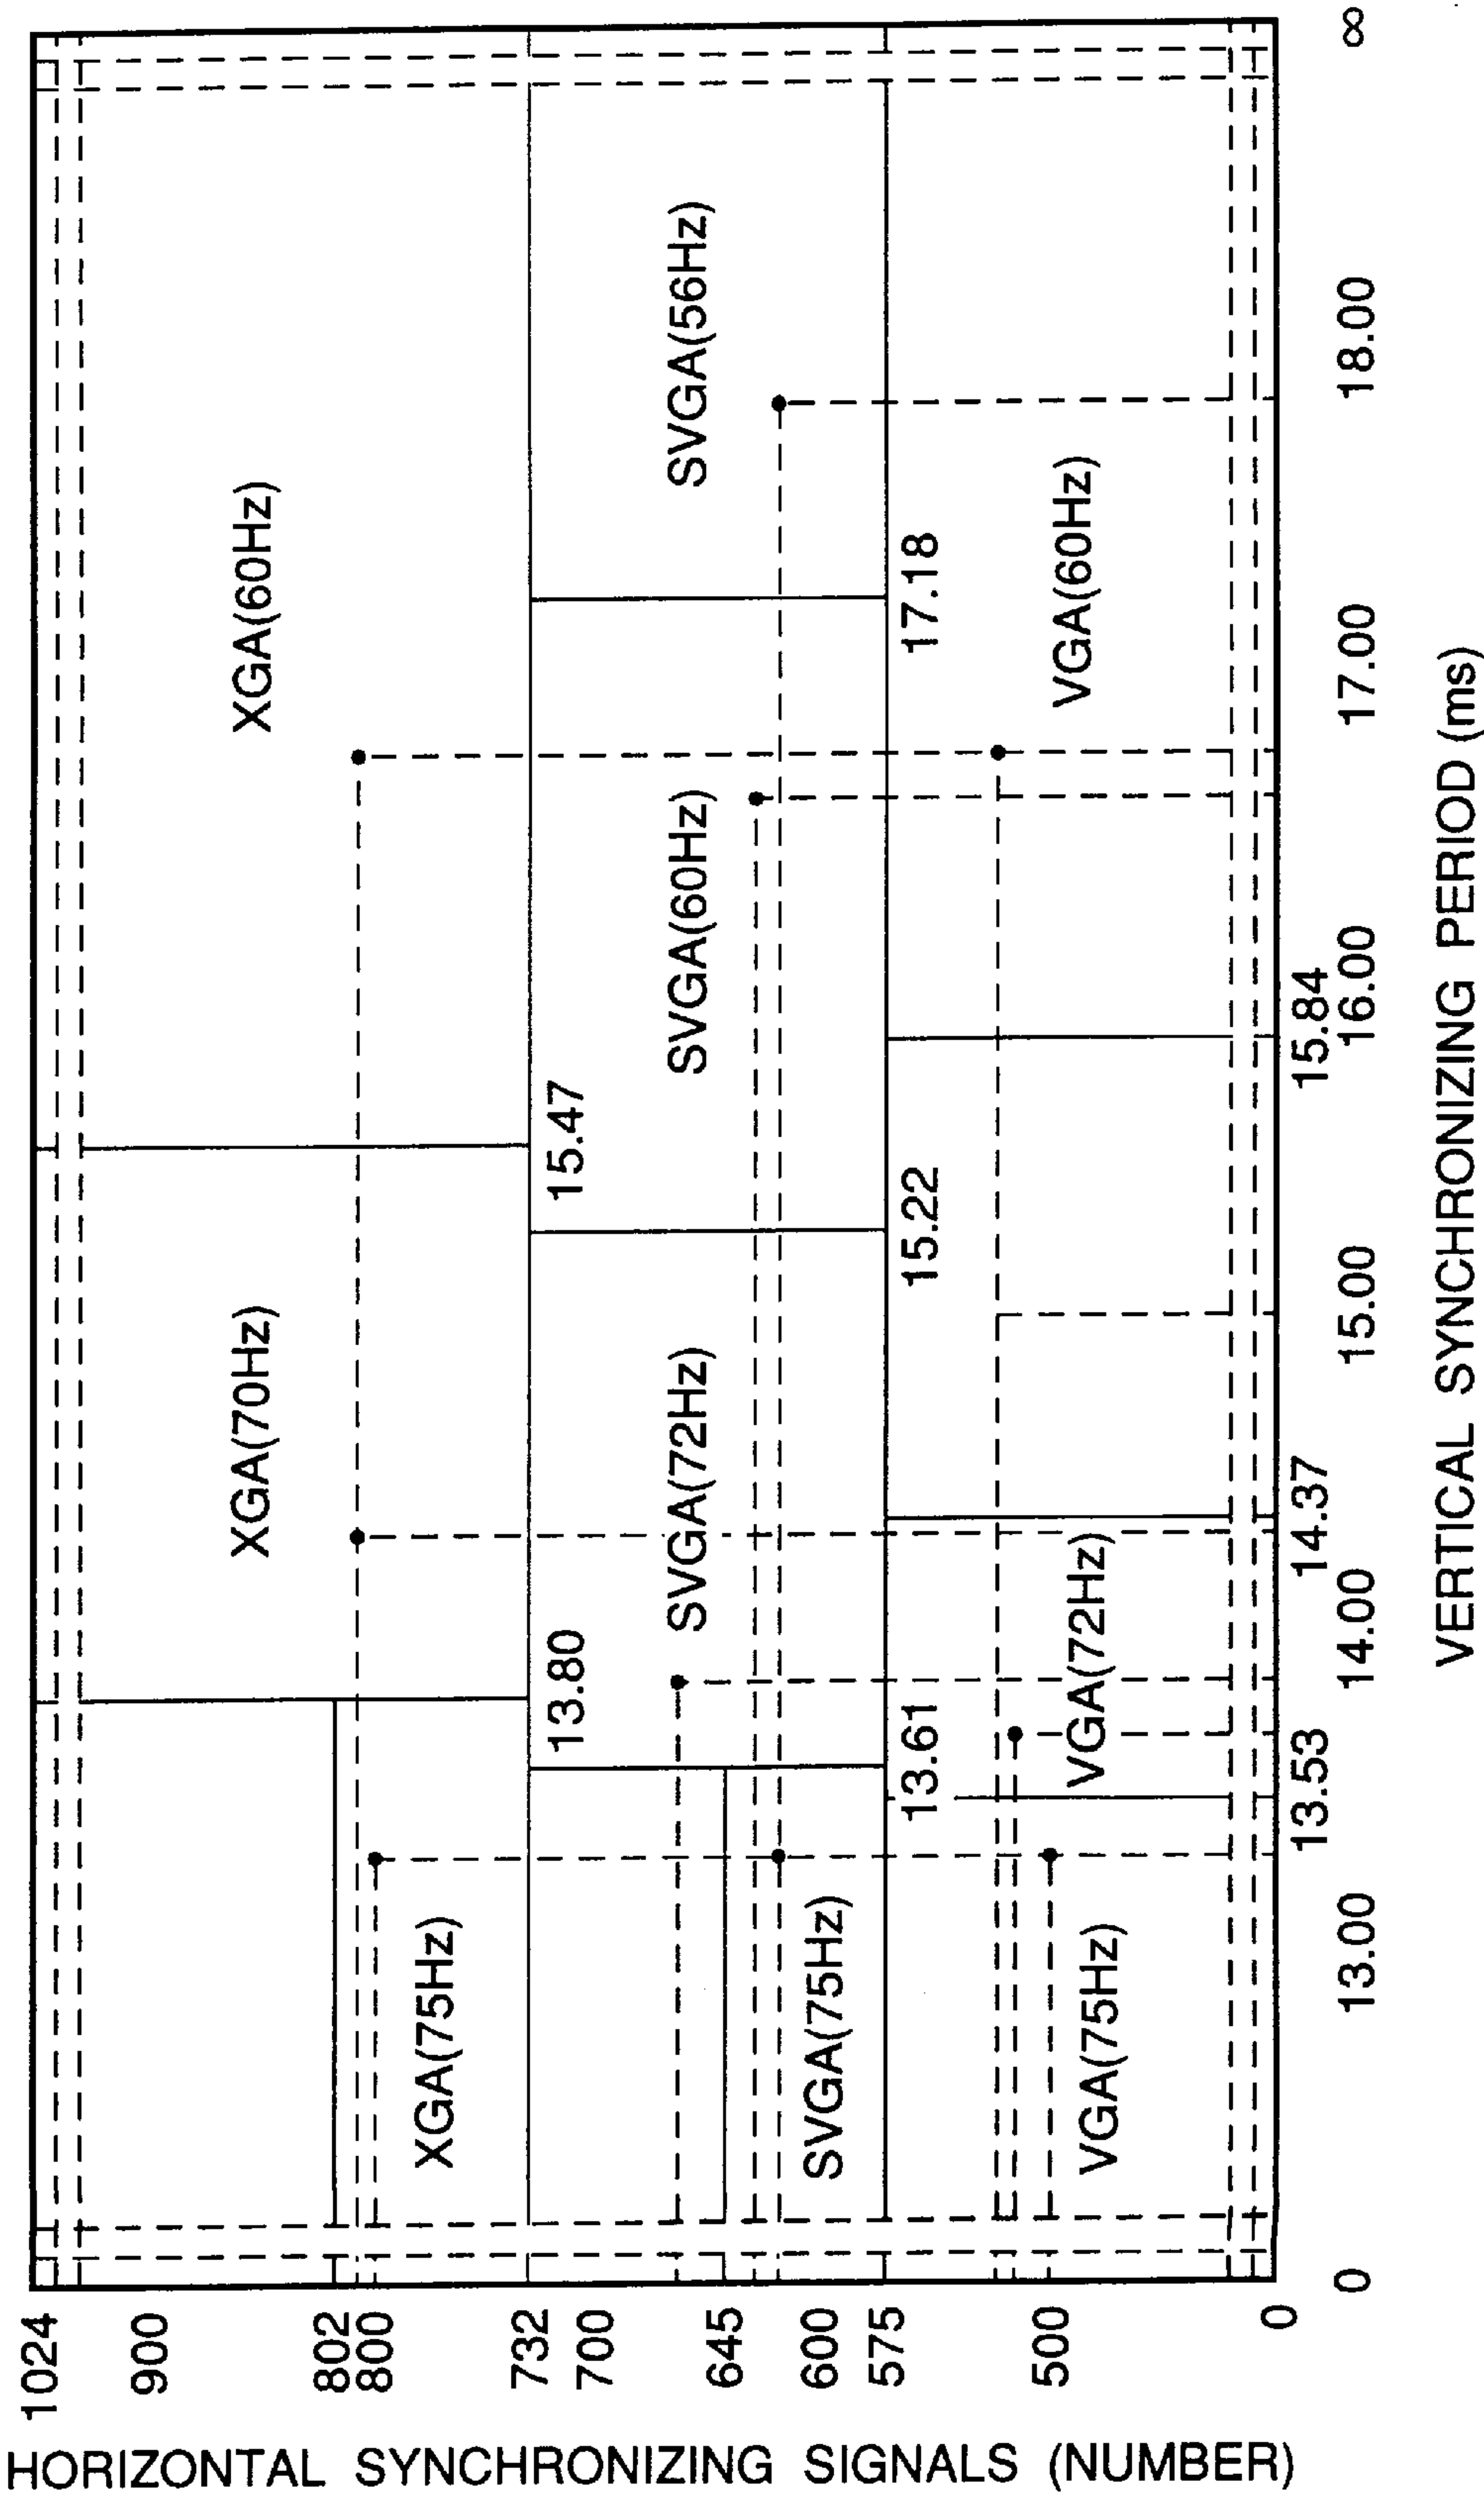 HORIZONTAL SYNCHRONIZING SIGNALS (NUMBER)
1024
900
802
800
732
700
645
600
575
500
0
XGA(60Hz)
XGA(70Hz)
XGA(75Hz)
15.47
13.80
SVGA(56Hz)
SVGA(60Hz)
SVGA(72Hz)
SVGA(75Hz)
17.18
15.22
13.61
VGA(60Hz)
VGA(72Hz)
VGA(75Hz)
13.53
14.37
15.84
0
13.00
14.00
15.00
16.00
17.00
18.00
∞
VERTICAL SYNCHRONIZING PERIOD (ms)